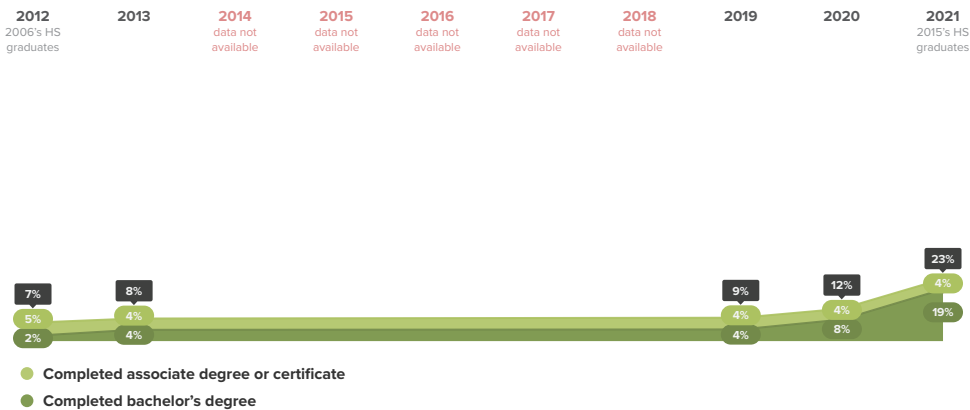 2012 2013 2014 2015 2016 2017 2018 2019 2020 2021
2006's HS data not data not data not data not data not 2015's HS
graduates available available available available available graduates
23%
7% 8% 9% 12% 4%
5% 4% 4% 4% 19%
2% 4% 4% 8%
Completed associate degree or certificate
Completed bachelor's degree